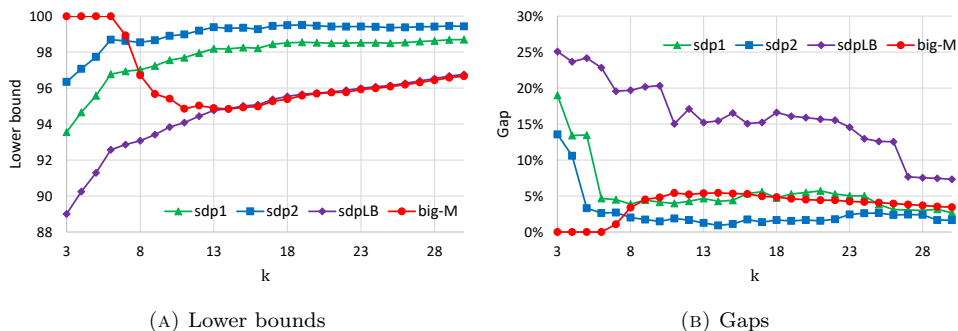 100
98
96
94
92
90
88
Lower bound
sdp1 sdp2 sdpLB big-M
3 8 13 18 23 28
k
(A) Lower bounds
30%
25%
20%
15%
10%
5%
0%
Gap
sdp1 sdp2 sdpLB big-M
3 8 13 18 23 28
k
(B) Gaps